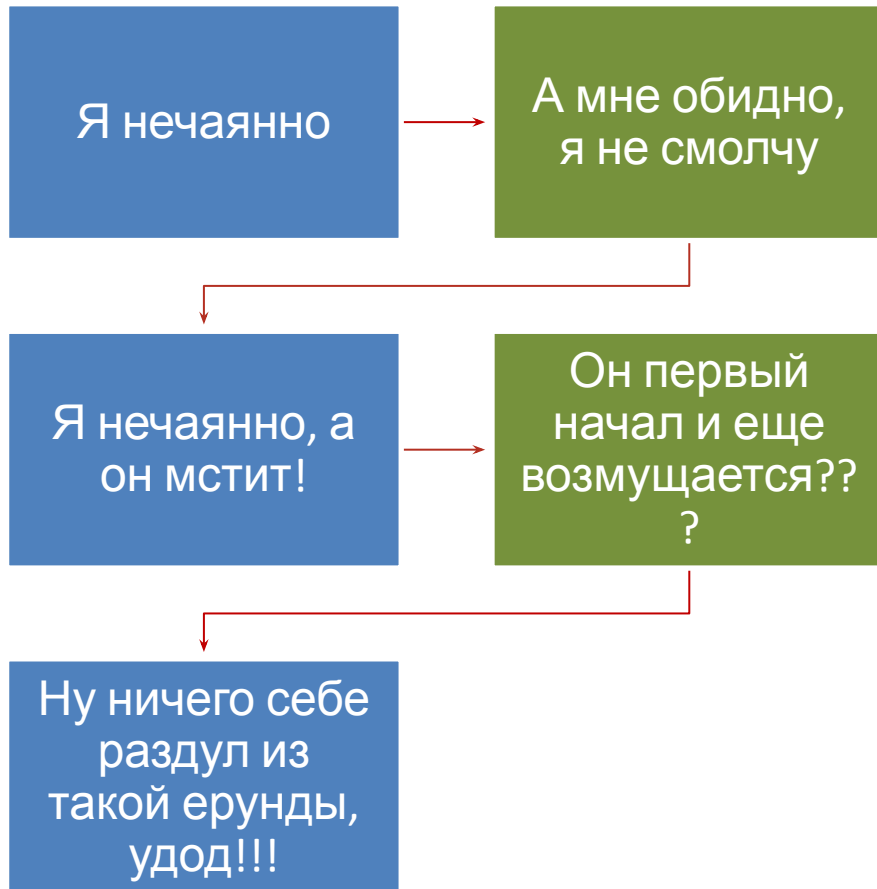 Я нечаянно
А мне обидно,
я не смолчу
Я нечаянно, а
он мстит!
Он первый
начал и еще
возмущается??
?
Ну ничего себе
раздул из
такой ерунды,
удод!!!